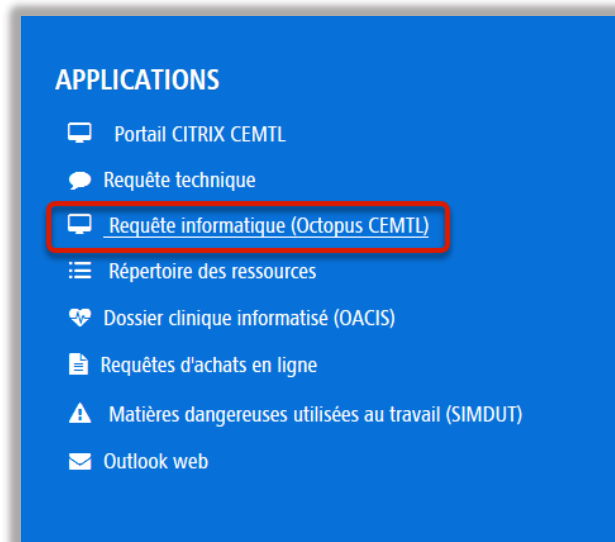 APPLICATIONS
Portail CITRIX CEMTL
Requête technique
Requête informatique (Octopus CEMTL)
Répertoire des ressources
Dossier clinique informatisé (OACIS)
Requêtes d'achats en ligne
Matières dangereuses utilisées au travail (SIMDUT)
Outlook web